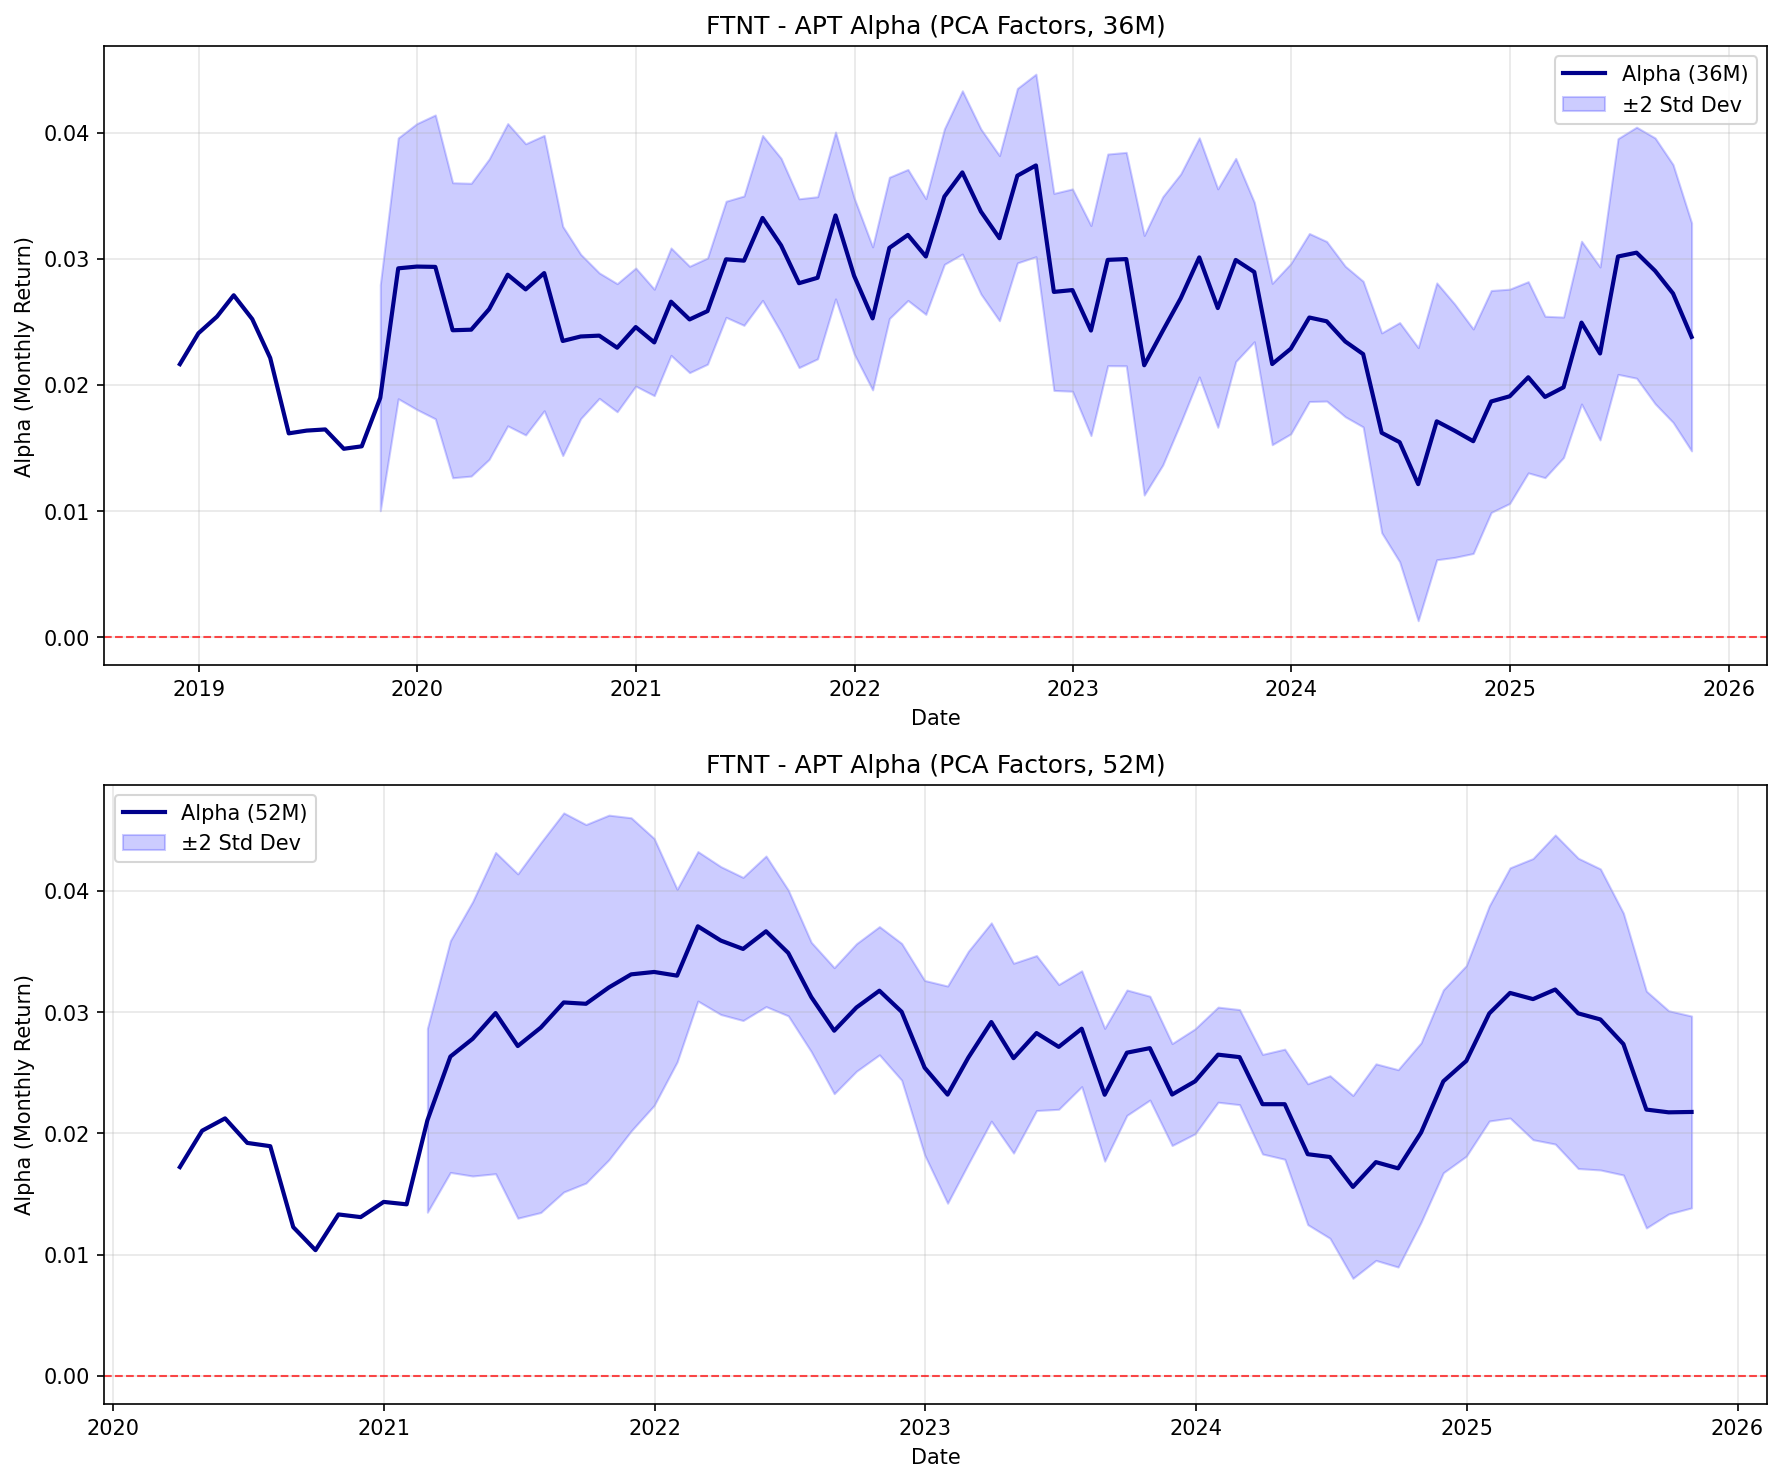 FTNT - APT Alpha (PCA Factors, 36M)
Alpha (36M)
±2 Std Dev
Alpha (Monthly Return)
0.04
0.03
0.02
0.01
0.00
2019 2020 2021 2022 2023 2024 2025 2026
Date
FTNT - APT Alpha (PCA Factors, 52M)
Alpha (52M)
±2 Std Dev
Alpha (Monthly Return)
0.04
0.03
0.02
0.01
0.00
2020 2021 2022 2023 2024 2025 2026
Date